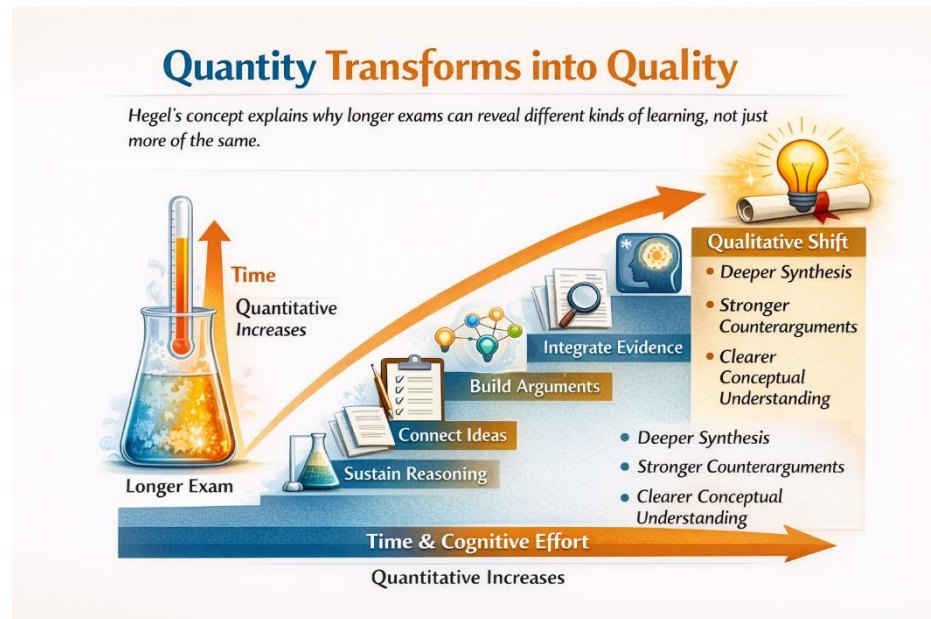 Quantity Transforms into Quality
Hegel's concept explains why longer exams can reveal different kinds of learning, not just
more of the same.
Time
Quantitative
Increases
Longer Exam
Sustain Reasoning
Connect Ideas
Build Arguments
Integrate Evidence
Qualitative Shift
• Deeper Synthesis
• Stronger
Counterarguments
• Clearer
Conceptual
Understanding
• Deeper Synthesis
• Stronger Counterarguments
• Clearer Conceptual
Understanding
Time & Cognitive Effort
Quantitative Increases